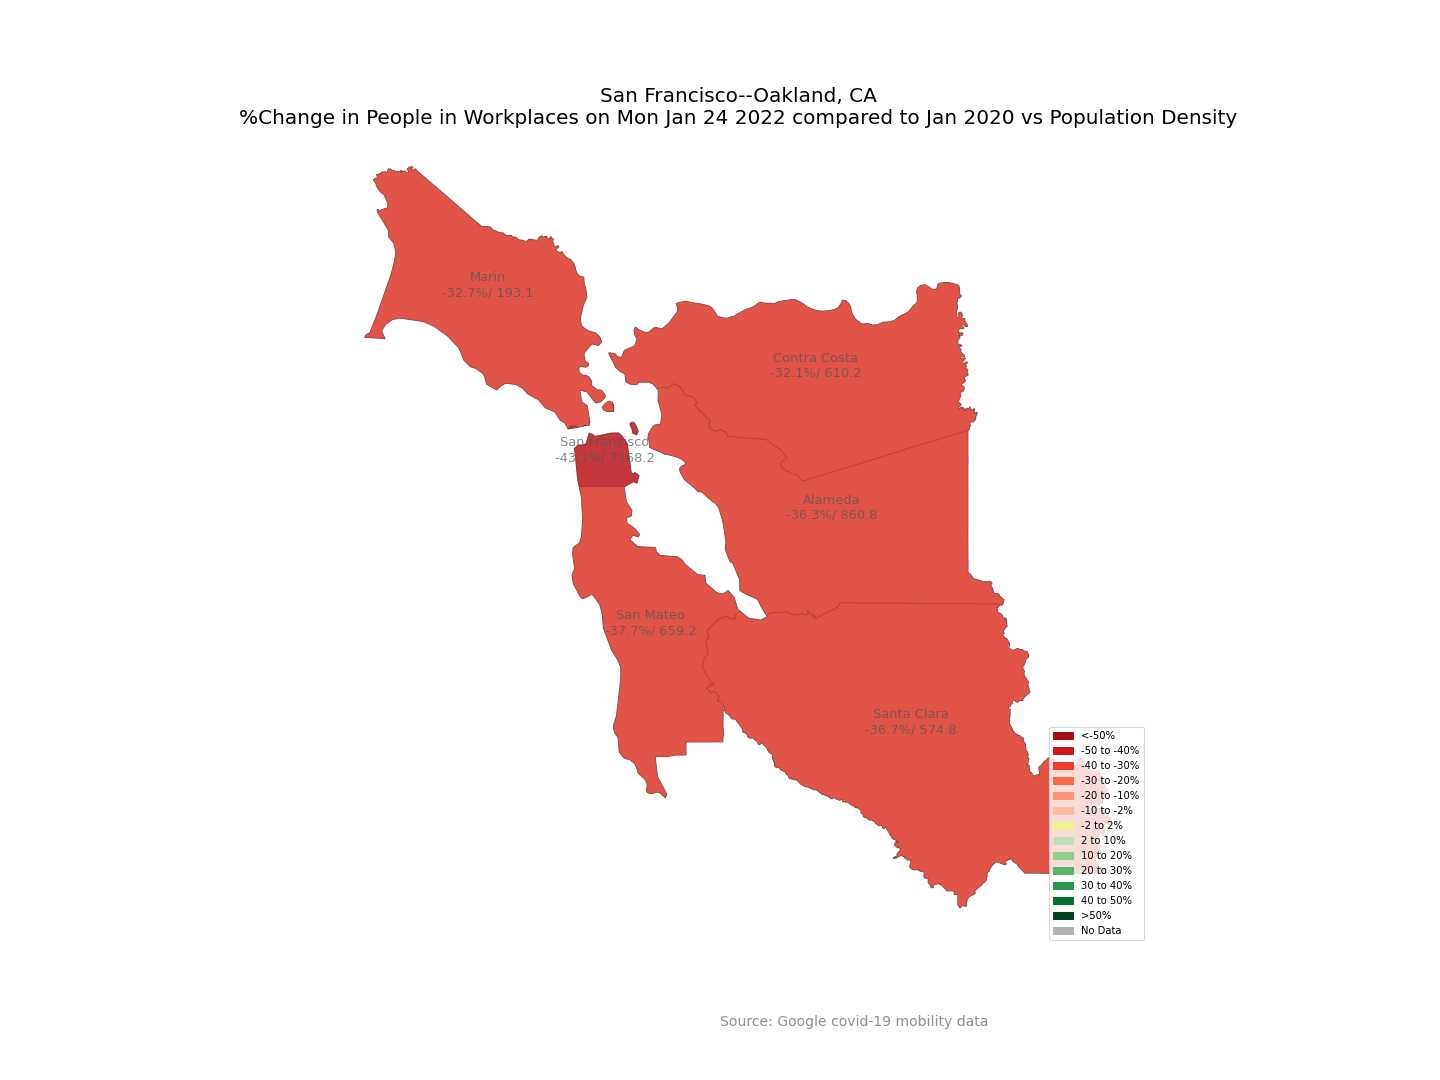 San Francisco--Oakland, CA
%Change in People in Workplaces on Mon Jan 24 2022 compared to Jan 2020 vs Population Density
Marin
-32.7%/ 193.1
Contra Costa
-32.1%/ 610.2
San Francisco
-43.1%/ 7168.2
Alameda
-36.3%/ 860.8
San Mateo
-37.7%/ 659.2
Santa Clara
-36.7%/ 574.8
<-50%
-50 to -40%
-40 to -30%
-30 to -20%
-20 to -10%
-10 to -2%
-2 to 2%
2 to 10%
10 to 20%
20 to 30%
30 to 40%
40 to 50%
>50%
No Data
Source: Google covid-19 mobility data